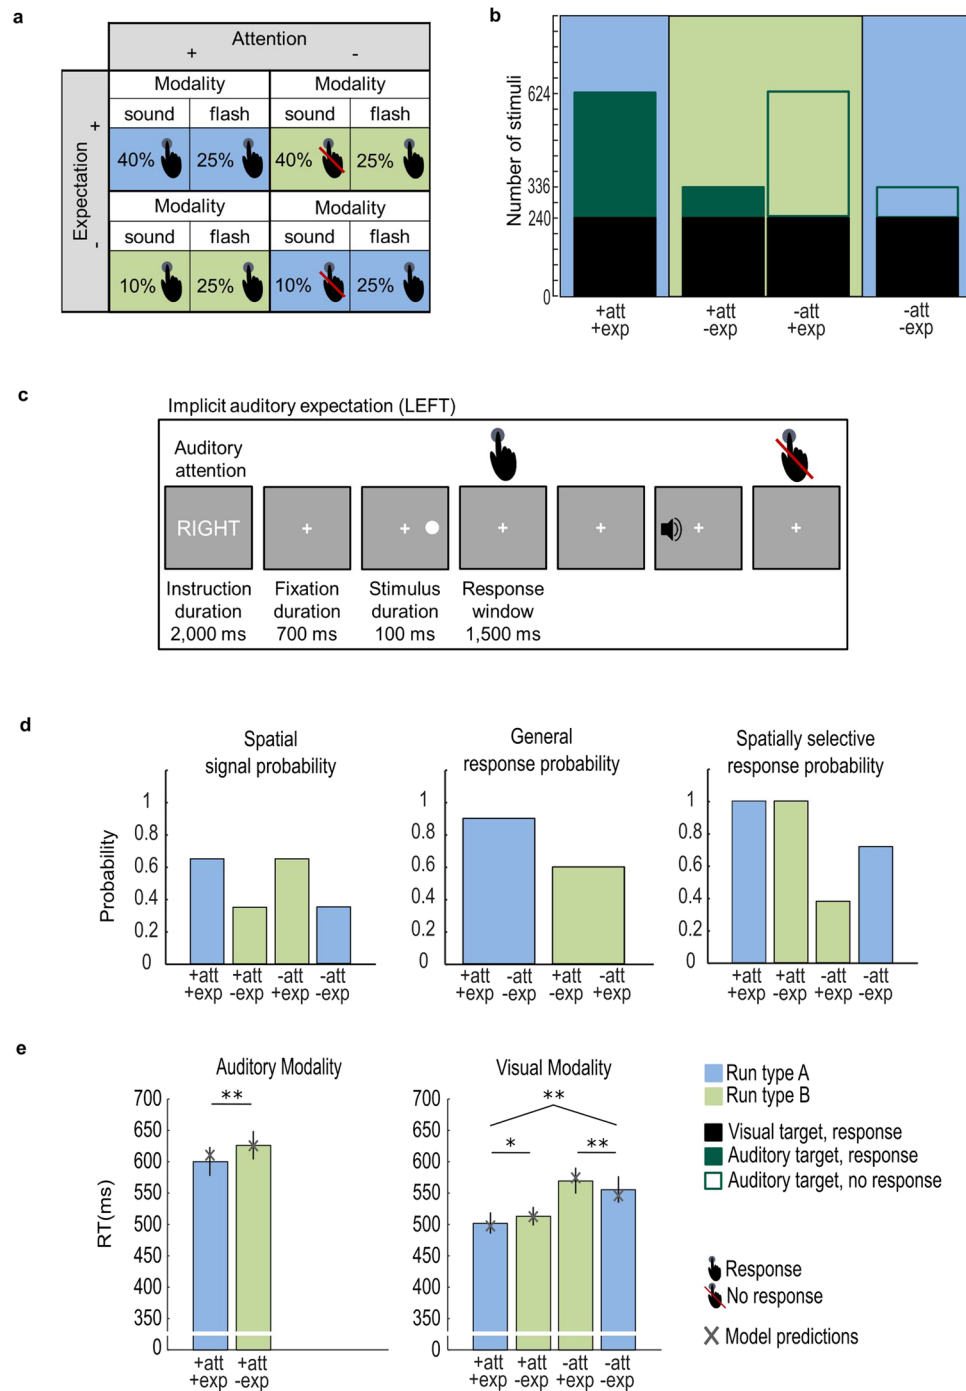 a
Attention
+ -
Modality Modality
sound flash sound flash
Expectation
+
40% 25% 40% 25%
Modality Modality
sound flash sound flash
-
10% 25% 10% 25%
b
Number of stimuli
624
336
240
0
+att +att -att -att
+exp -exp +exp -exp
c
Implicit auditory expectation (LEFT)
Auditory
attention
RIGHT
Instruction
duration
2,000 ms
Fixation
duration
700 ms
Stimulus
duration
100 ms
Response
window
1,500 ms
d
Spatial
signal probability
Probability
1
0.8
0.6
0.4
0.2
0
+att +att -att -att
+exp -exp +exp -exp
General
response probability
1
0.8
0.6
0.4
0.2
0
+att -att +att -att
+exp -exp -exp +exp
Spatially selective
response probability
1
0.8
0.6
0.4
0.2
0
+att +att -att -att
+exp -exp +exp -exp
e
Auditory Modality
RT(ms)
700
650
600
550
500
450
400
350
0
**
+att +att
+exp -exp
Visual Modality
700
650
600
550
500
450
400
350
0
**
* **
+att +att -att -att
+exp -exp +exp -exp
Run type A
Run type B
Visual target, response
Auditory target, response
Auditory target, no response
Response
No response
Model predictions